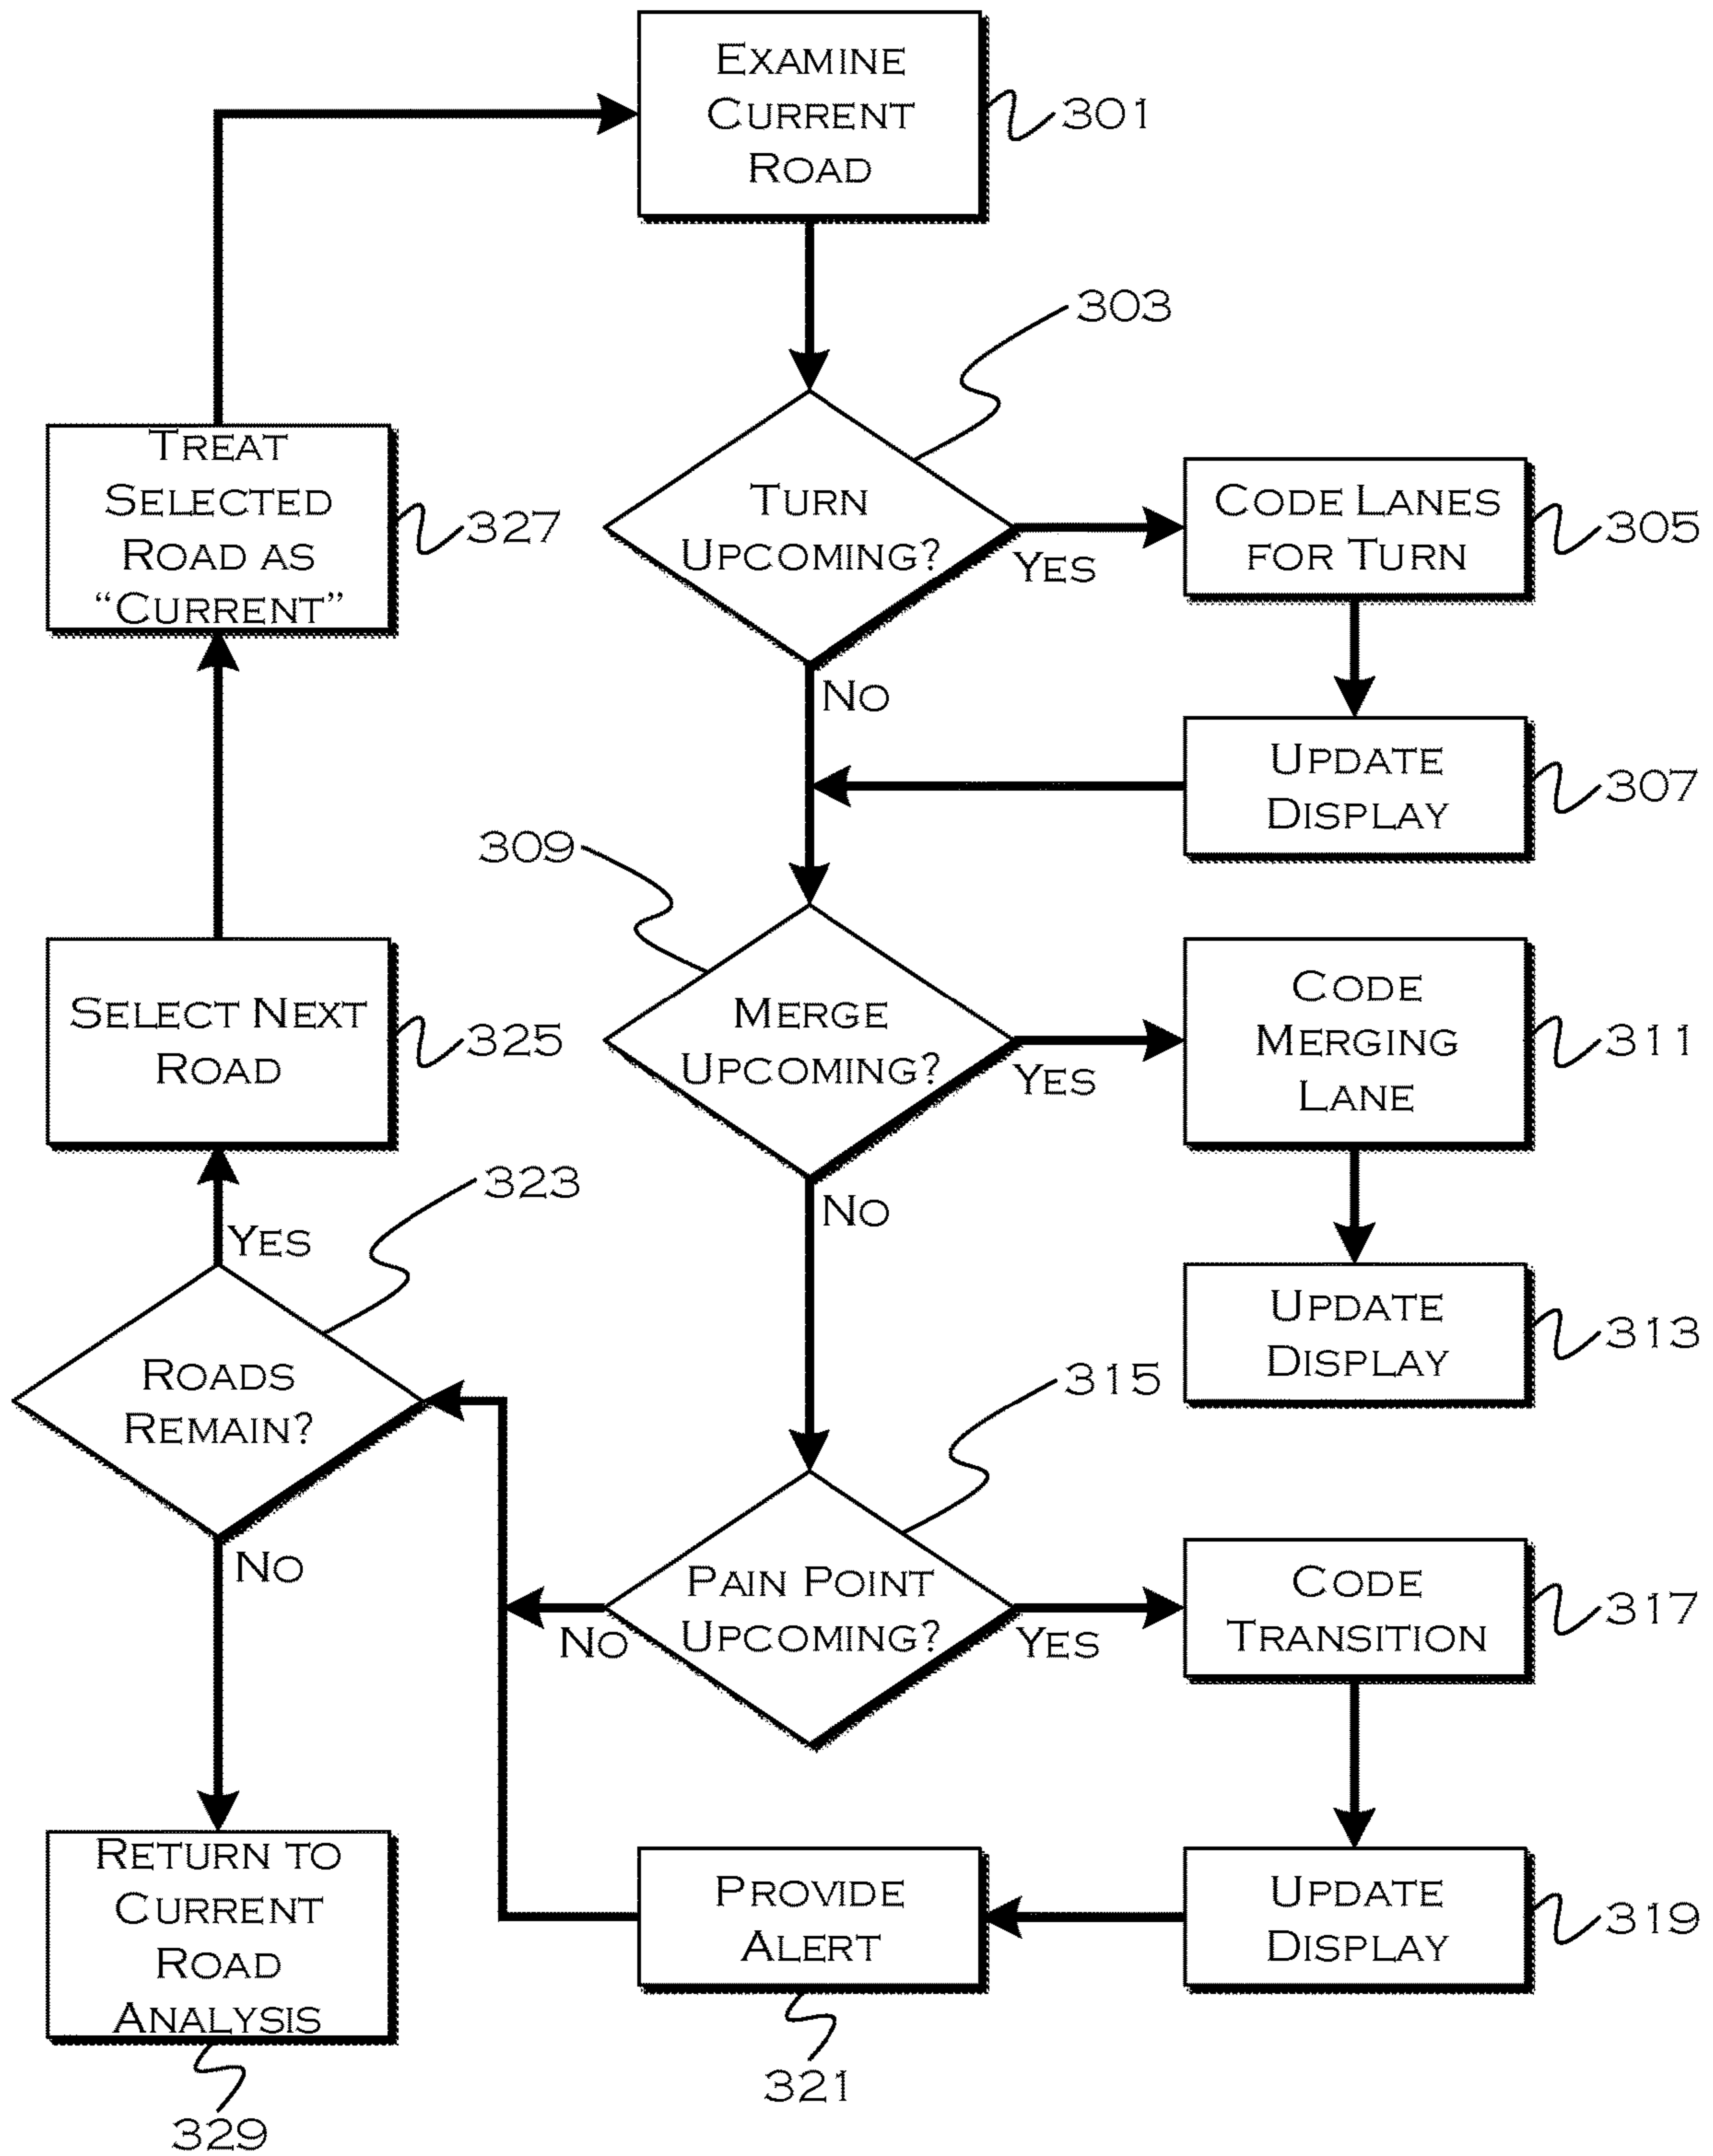 EXAMINE
CURRENT
ROAD
301
303
TURN
UPCOMING?
YES
NO
CODE LANES
FOR TURN
305
UPDATE
DISPLAY
307
309
MERGE
UPCOMING?
YES
NO
CODE
MERGING
LANE
311
UPDATE
DISPLAY
313
315
PAIN POINT
UPCOMING?
YES
NO
CODE
TRANSITION
317
UPDATE
DISPLAY
319
PROVIDE
ALERT
321
323
ROADS
REMAIN?
YES
NO
SELECT NEXT
ROAD
325
TREAT
SELECTED
ROAD AS
“CURRENT”
327
RETURN TO
CURRENT
ROAD
ANALYSIS
329